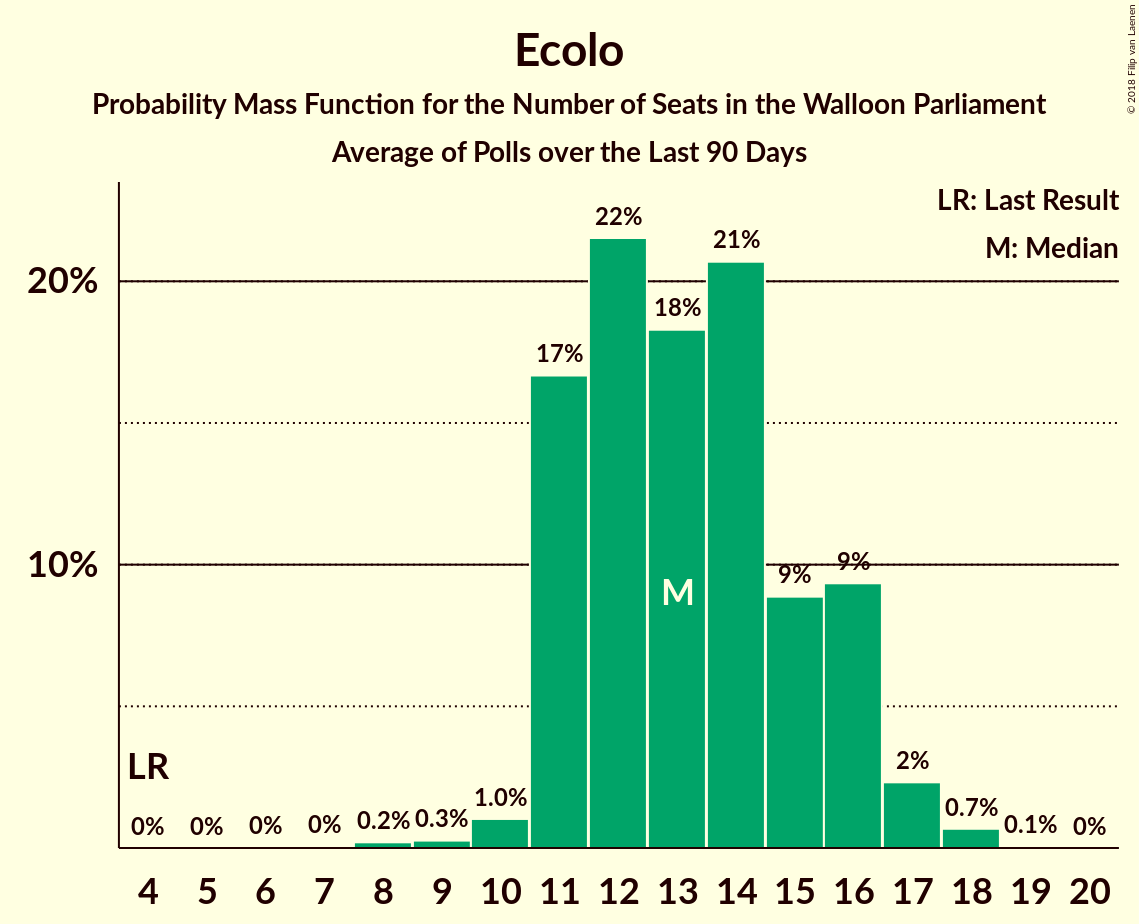 Ecolo
Probability Mass Function for the Number of Seats in the Walloon Parliament
Average of Polls over the Last 90 Days
© 2018 Filip van Laenen
LR: Last Result
M: Median
20%
10%
22%
21%
18%
17%
9%
9%
M
LR
0%
0%
0%
0%
0.2%
0.3%
1.0%
2%
0.7%
0.1%
0%
4 5 6 7 8 9 10 11 12 13 14 15 16 17 18 19 20